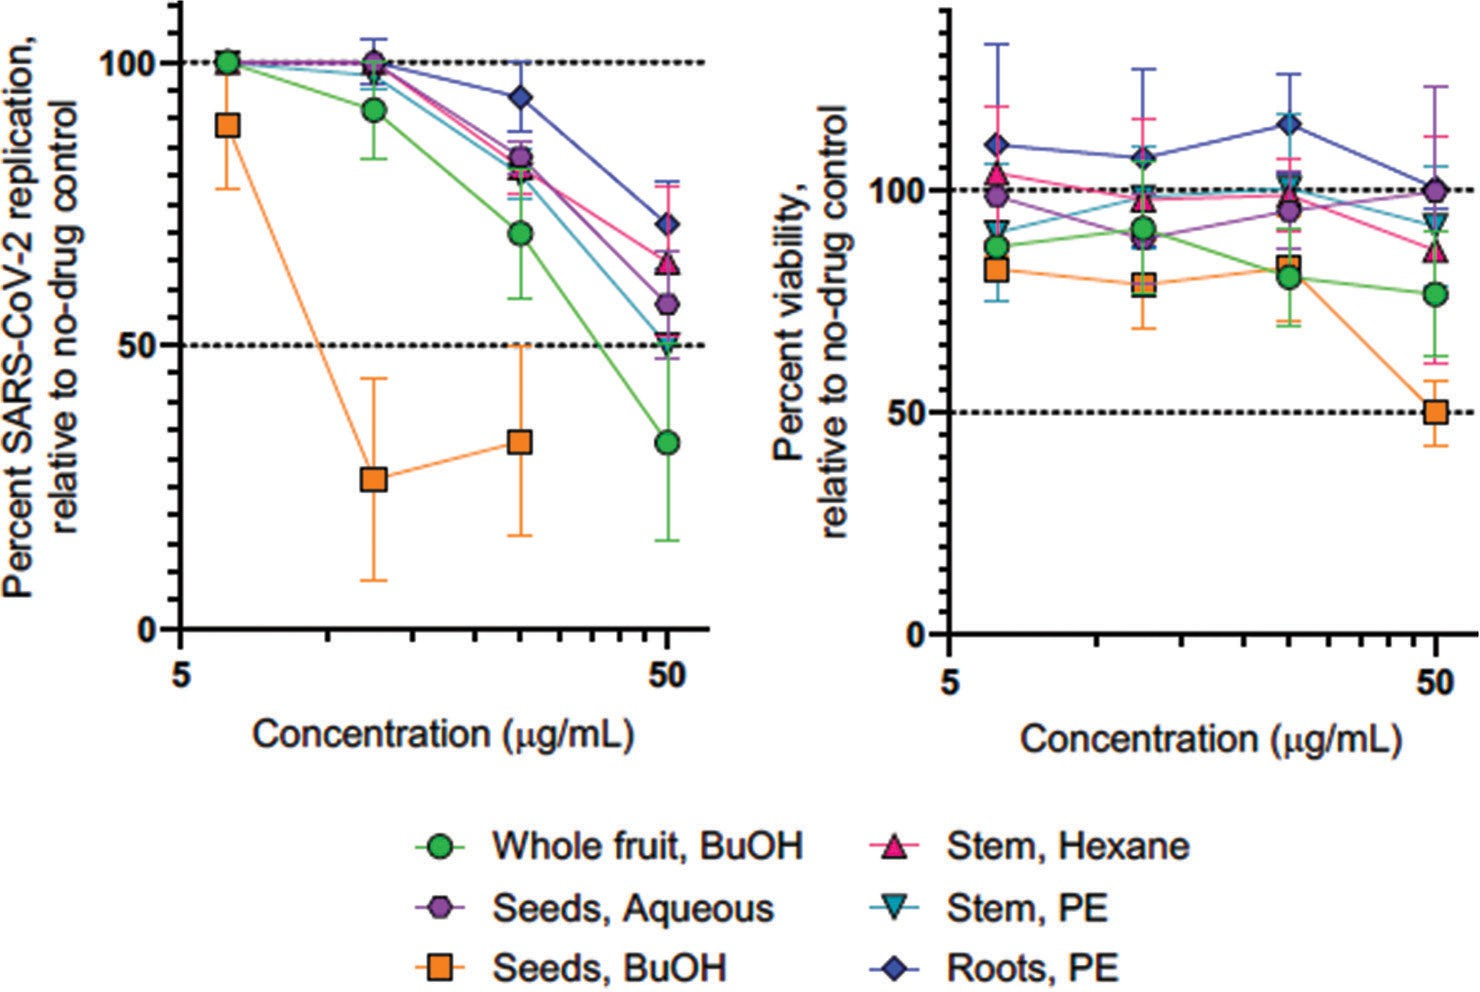 Percent SARS-CoV-2 replication,
relative to no-drug control
100
50
0
5
50
Concentration (μg/mL)
Percent viability,
relative to no-drug control
100
50
0
5
50
Concentration (μg/mL)
Whole fruit, BuOH
Seeds, Aqueous
Seeds, BuOH
Stem, Hexane
Stem, PE
Roots, PE